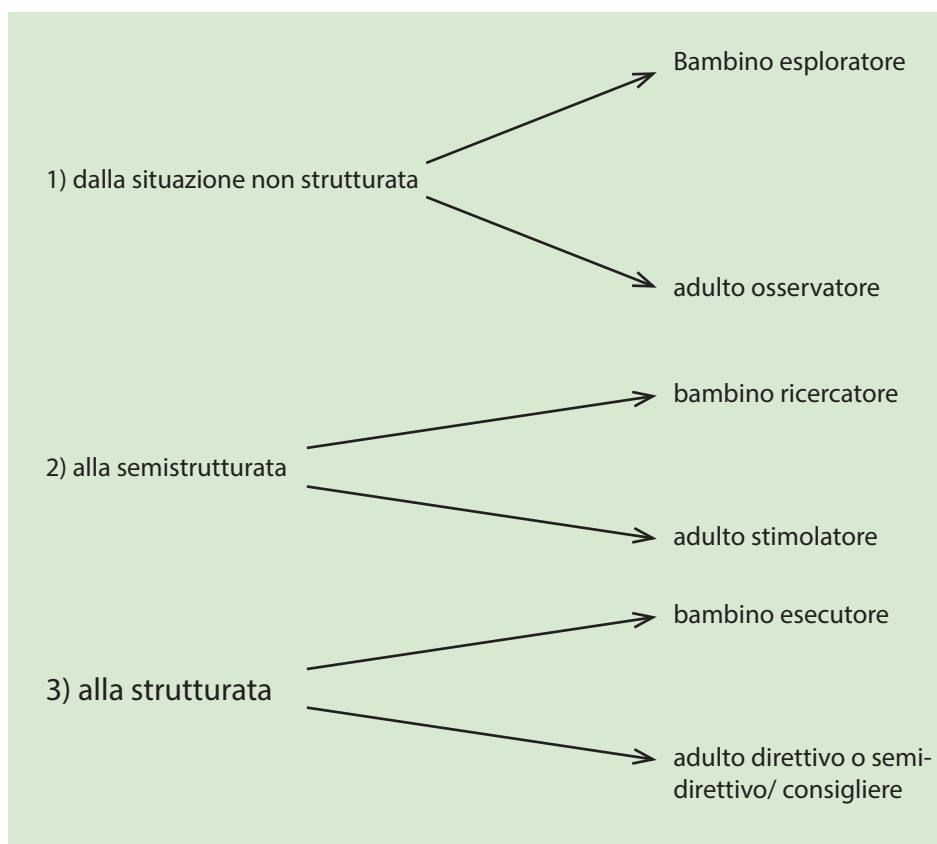 Bambino esploratore
1) dalla situazione non strutturata
adulto osservatore
bambino ricercatore
2) alla semistrutturata
adulto stimolatore
bambino esecutore
3) alla strutturata
adulto direttivo o semi-
direttivo/ consigliere